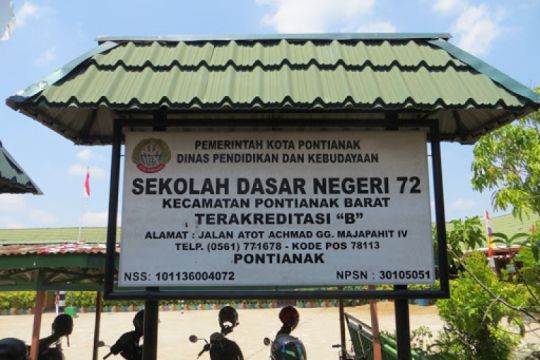 PEMERINTAH KOTA PONTIANAK
DINAS PENDIDIKAN DAN KEBUDAYAAN
SEKOLAH DASAR NEGERI 72
KECAMATAN PONTIANAK BARAT
TERAKREDITASI "B"
ALAMAT : JALAN ATOT ACHMAD GG. MAJAPAHIT IV
TELP. (0561) 771678 - KODE POS 78113
PONTIANAK
NSS: 101136004072 NPSN : 30105051